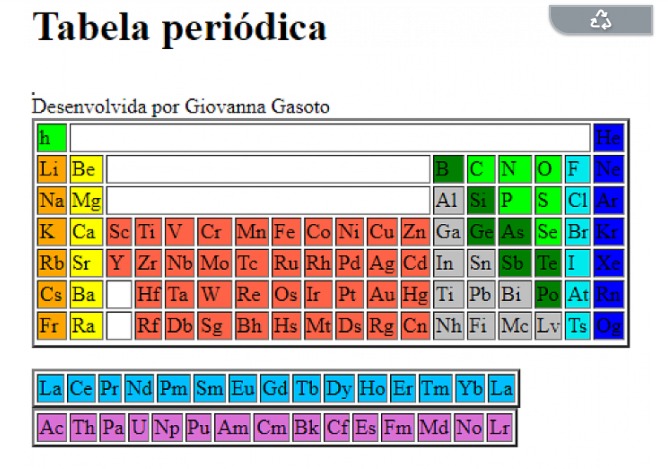 Tabela periódica
.
Desenvolvida por Giovanna Gasoto
h He
Li Be B C N O F Ne
Na Mg Al Si P S Cl Ar
K Ca Sc Ti V Cr Mn Fe Co Ni Cu Zn Ga Ge As Se Br Kr
Rb Sr Y Zr Nb Mo Tc Ru Rh Pd Ag Cd In Sn Sb Te I Xe
Cs Ba Hf Ta W Re Os Ir Pt Au Hg Ti Pb Bi Po At Rn
Fr Ra Rf Db Sg Bh Hs Mt Ds Rg Cn Nh Fi Mc Lv Ts Og
La Ce Pr Nd Pm Sm Eu Gd Tb Dy Ho Er Tm Yb La
Ac Th Pa U Np Pu Am Cm Bk Cf Es Fm Md No Lr